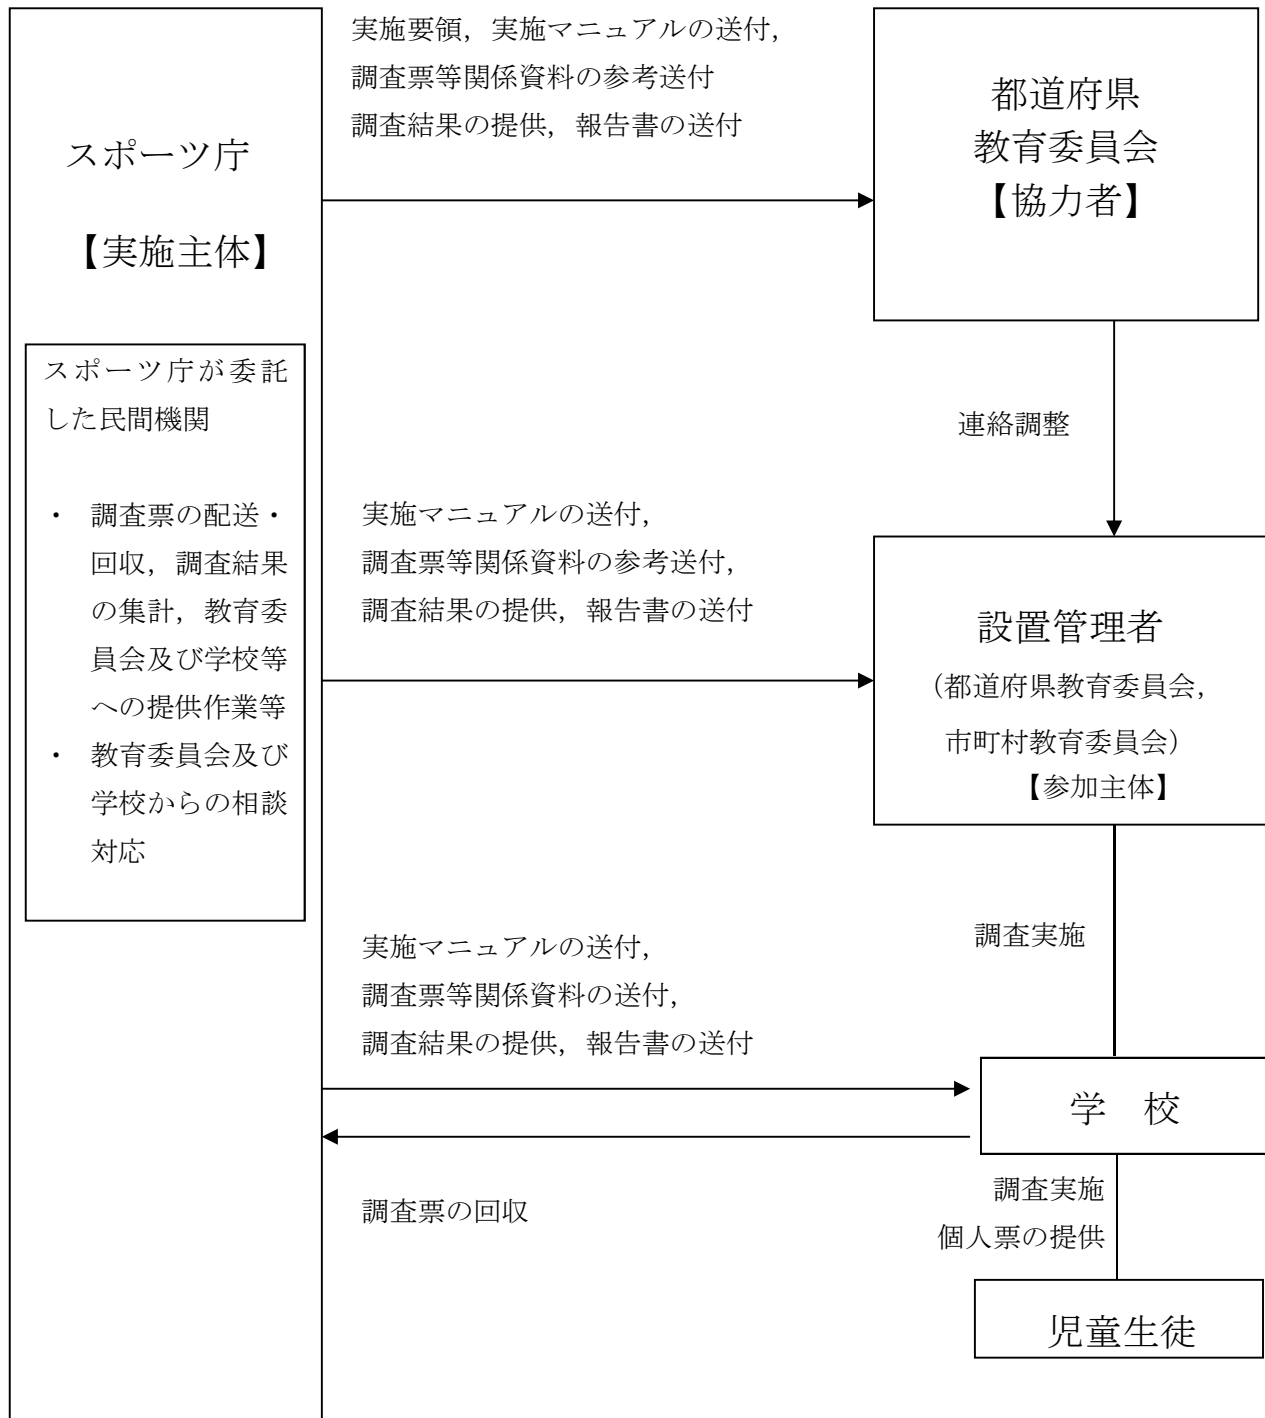 スポーツ庁
【実施主体】
スポーツ庁が委託
した民間機関
・ 調査票の配送・
回収，調査結果
の集計，教育委
員会及び学校等
への提供作業等
・ 教育委員会及び
学校からの相談
対応
実施要領，実施マニュアルの送付，
調査票等関係資料の参考送付
調査結果の提供，報告書の送付
都道府県
教育委員会
【協力者】
連絡調整
実施マニュアルの送付，
調査票等関係資料の参考送付，
調査結果の提供，報告書の送付
設置管理者
（都道府県教育委員会，
市町村教育委員会）
【参加主体】
調査実施
実施マニュアルの送付，
調査票等関係資料の送付，
調査結果の提供，報告書の送付
学　校
調査票の回収
調査実施
個人票の提供
児童生徒